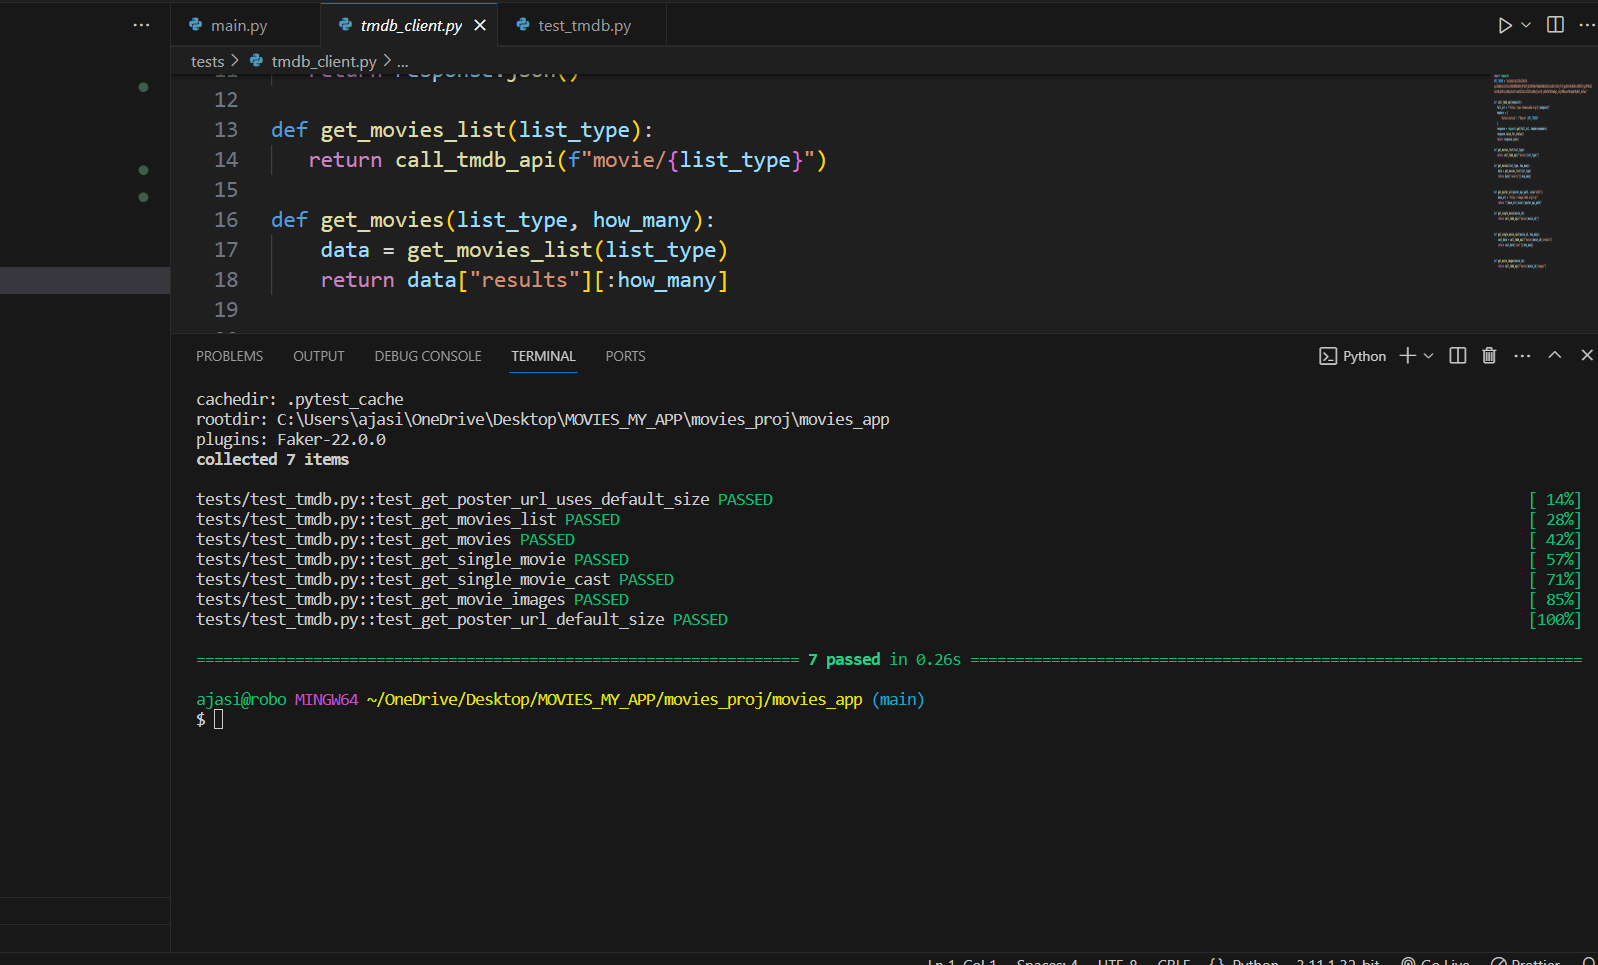 main.py
tmdb_client.py
test_tmdb.py
tests > tmdb_client.py > ...
11 return response.json()
12
13 def get_movies_list(list_type):
14 return call_tmdb_api(f"movie/{list_type}")
15
16 def get_movies(list_type, how_many):
17 data = get_movies_list(list_type)
18 return data["results"][:how_many]
19
PROBLEMS OUTPUT DEBUG CONSOLE TERMINAL PORTS
Python
cachedir: .pytest_cache
rootdir: C:\Users\ajasi\OneDrive\Desktop\MOVIES_MY_APP\movies_proj\movies_app
plugins: Faker-22.0.0
collected 7 items
tests/test_tmdb.py::test_get_poster_url_uses_default_size PASSED [ 14%]
tests/test_tmdb.py::test_get_movies_list PASSED [ 28%]
tests/test_tmdb.py::test_get_movies PASSED [ 42%]
tests/test_tmdb.py::test_get_single_movie PASSED [ 57%]
tests/test_tmdb.py::test_get_single_movie_cast PASSED [ 71%]
tests/test_tmdb.py::test_get_movie_images PASSED [ 85%]
tests/test_tmdb.py::test_get_poster_url_default_size PASSED [100%]
7 passed in 0.26s
ajasi@robo MINGW64 ~/OneDrive/Desktop/MOVIES_MY_APP/movies_proj/movies_app (main)
$
Ln 1, Col 1 Spaces: 4 UTF-8 CRLF {} Python 3.11.1 32-bit Go Live Prettier